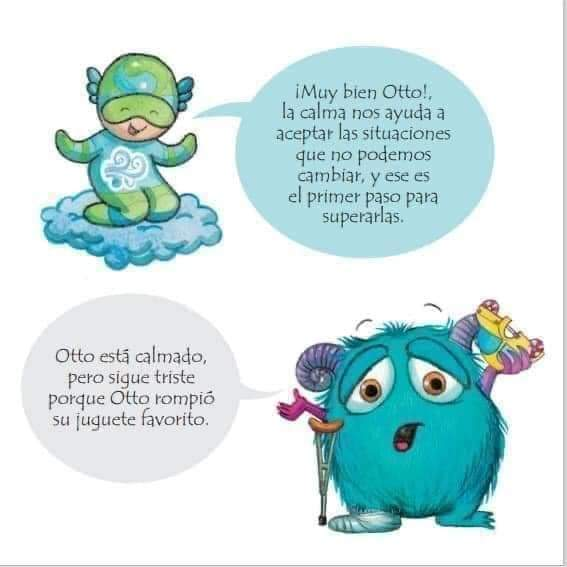 ¡Muy bien Otto!,
la calma nos ayuda a
aceptar las situaciones
que no podemos
cambiar, y ese es
el primer paso para
superarlas.
Otto está calmado,
pero sigue triste
porque Otto rompió
su juguete favorito.